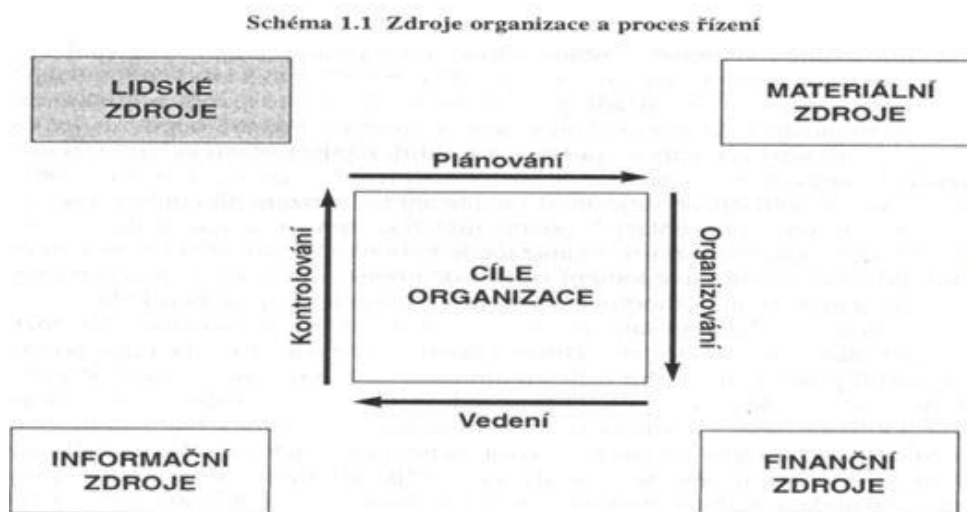 Schéma 1.1 Zdroje organizace a proces řízení
LIDSKÉ
ZDROJE
MATERIÁLNÍ
ZDROJE
Plánování
Kontrolování
CÍLE
ORGANIZACE
Organizování
Vedení
INFORMAČNÍ
ZDROJE
FINANČNÍ
ZDROJE